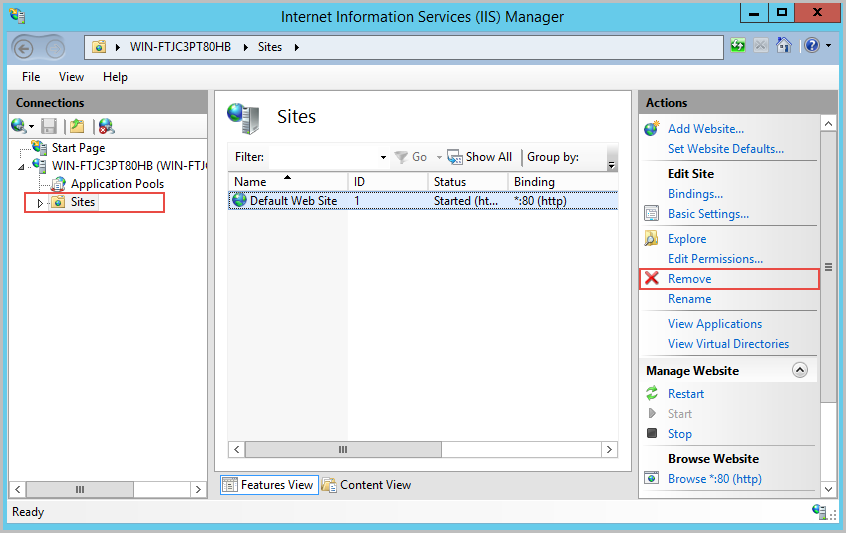 Internet Information Services (IIS) Manager
WIN-FTJC3PT80HB Sites
File View Help
Connections
Start Page
WIN-FTJC3PT80HB (WIN-FTJC
Application Pools
Sites
Sites
Filter: Go Show All Group by:
Name ID Status Binding
Default Web Site 1 Started (ht... *:80 (http)
Features View Content View
Actions
Add Website...
Set Website Defaults...
Edit Site
Bindings...
Basic Settings...
Explore
Edit Permissions...
Remove
Rename
View Applications
View Virtual Directories
Manage Website
Restart
Start
Stop
Browse Website
Browse *:80 (http)
Ready